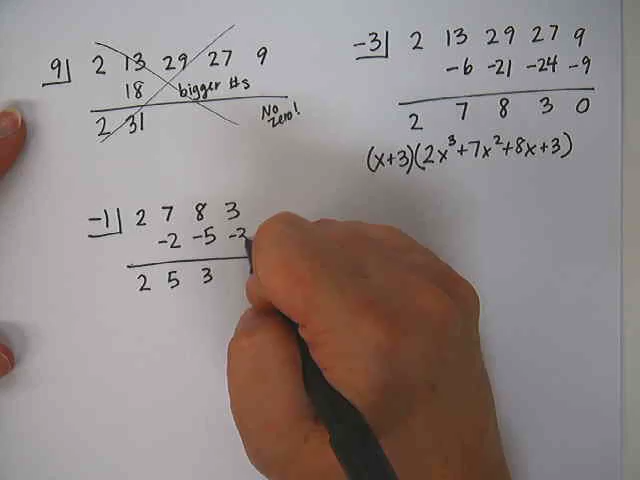 9| 2 13 29 27 9
18 bigger #s
2 31 No zero!
-3| 2 13 29 27 9
-6 -21 -24 -9
2 7 8 3 0
(x+3)(2x³+7x²+8x+3)
-1| 2 7 8 3
-2 -5 -3
2 5 3